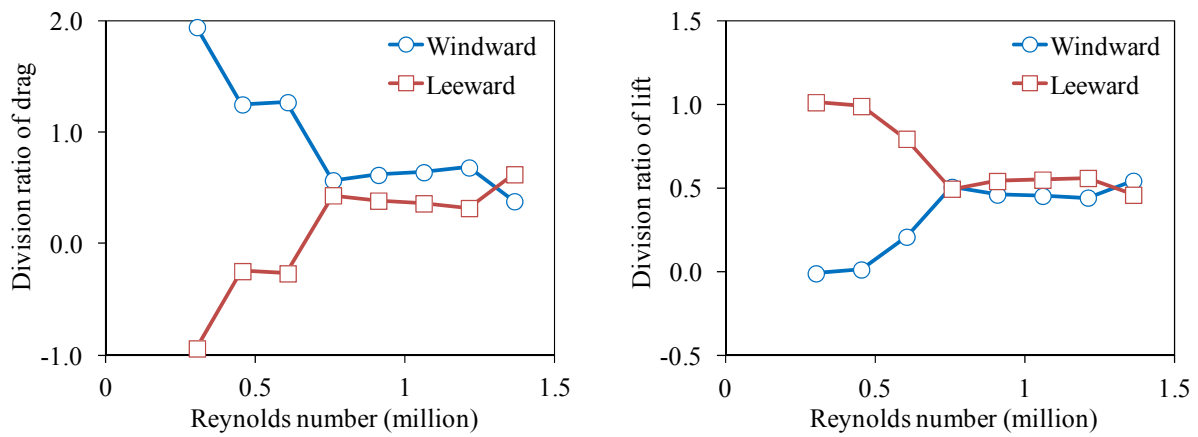 Division ratio of drag
2.0
1.0
0.0
-1.0
0
0.5
1
1.5
Reynolds number (million)
Windward
Leeward
Division ratio of lift
1.5
1.0
0.5
0.0
-0.5
0
0.5
1
1.5
Reynolds number (million)
Windward
Leeward